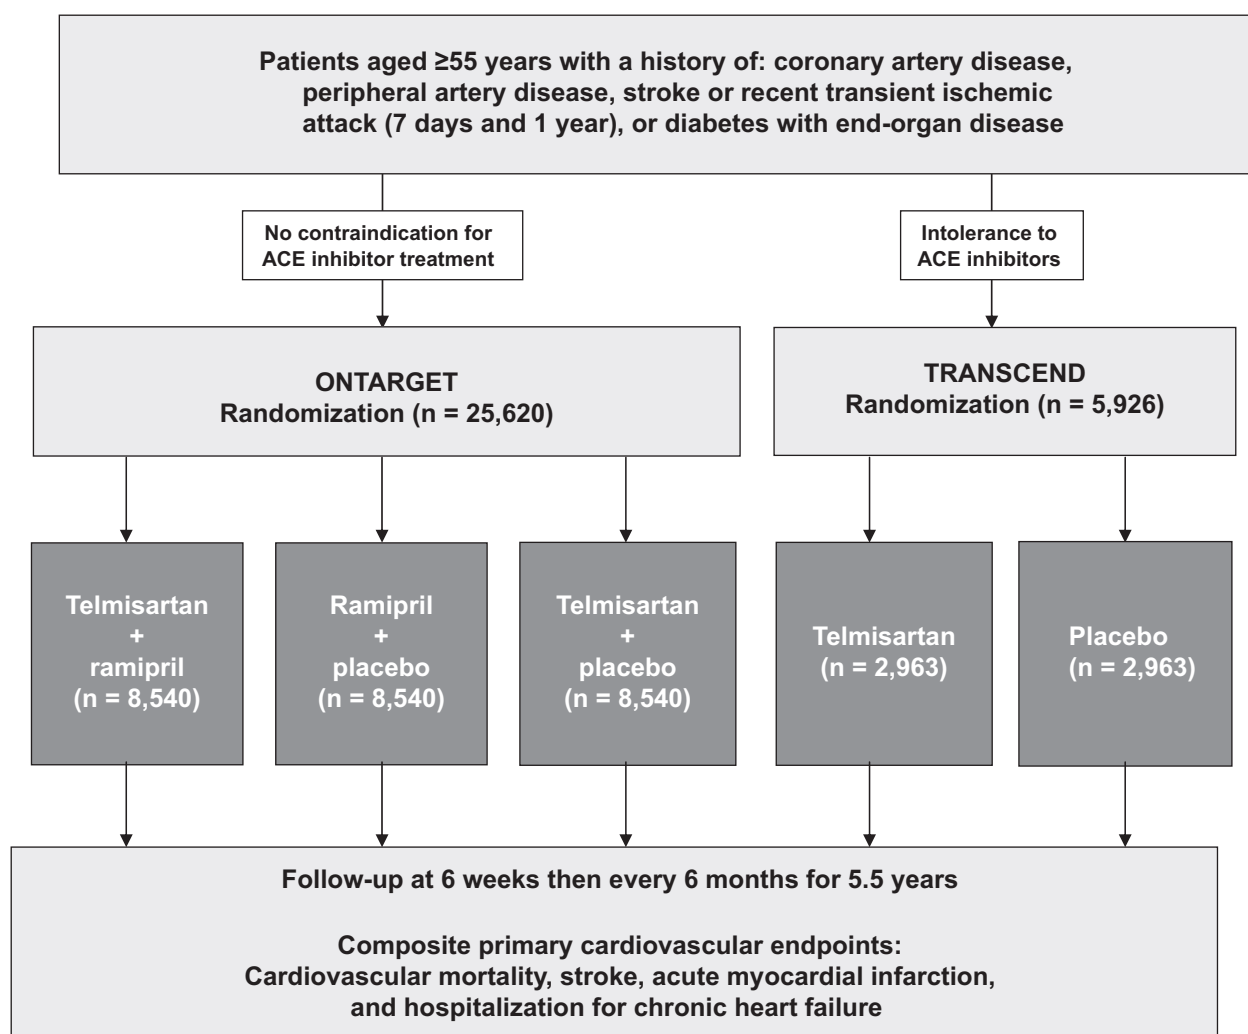 Patients aged ≥55 years with a history of: coronary artery disease,
peripheral artery disease, stroke or recent transient ischemic
attack (7 days and 1 year), or diabetes with end-organ disease
No contraindication for
ACE inhibitor treatment
Intolerance to
ACE inhibitors
ONTARGET
Randomization (n = 25,620)
TRANSCEND
Randomization (n = 5,926)
Telmisartan
+
ramipril
(n = 8,540)
Ramipril
+
placebo
(n = 8,540)
Telmisartan
+
placebo
(n = 8,540)
Telmisartan
(n = 2,963)
Placebo
(n = 2,963)
Follow-up at 6 weeks then every 6 months for 5.5 years
Composite primary cardiovascular endpoints:
Cardiovascular mortality, stroke, acute myocardial infarction,
and hospitalization for chronic heart failure